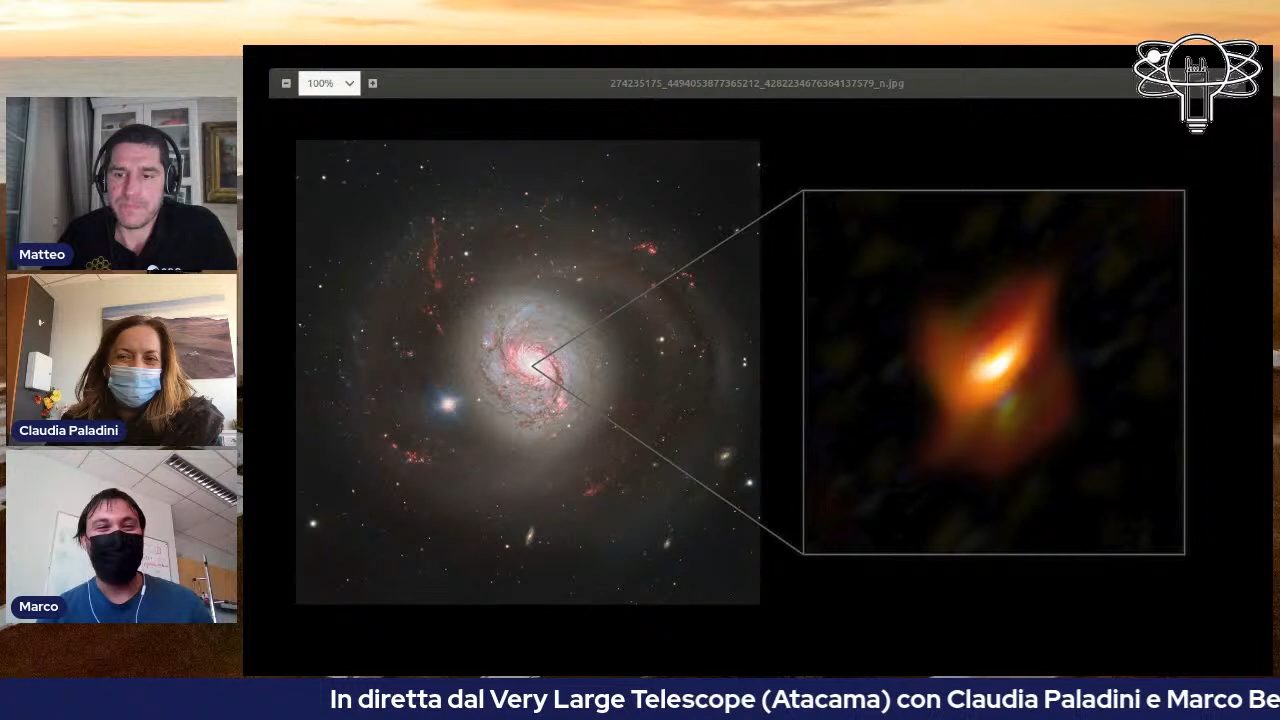 100%
274235175_4494053877365212_4282234676364137579_n.jpg
Matteo
Claudia Paladini
Marco
In diretta dal Very Large Telescope (Atacama) con Claudia Paladini e Marco Be